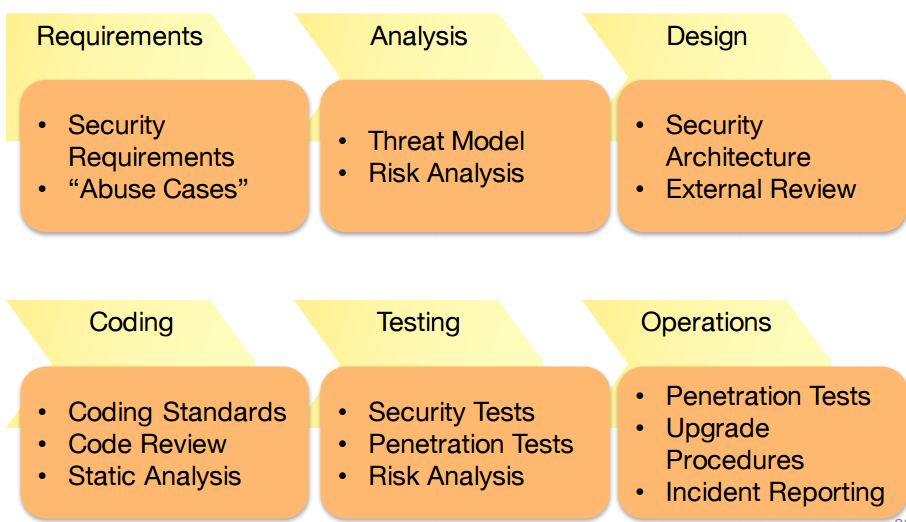 Requirements
Analysis
Design
• Security
Requirements
• “Abuse Cases”
• Threat Model
• Risk Analysis
• Security
Architecture
• External Review
Coding
Testing
Operations
• Coding Standards
• Code Review
• Static Analysis
• Security Tests
• Penetration Tests
• Risk Analysis
• Penetration Tests
• Upgrade
Procedures
• Incident Reporting